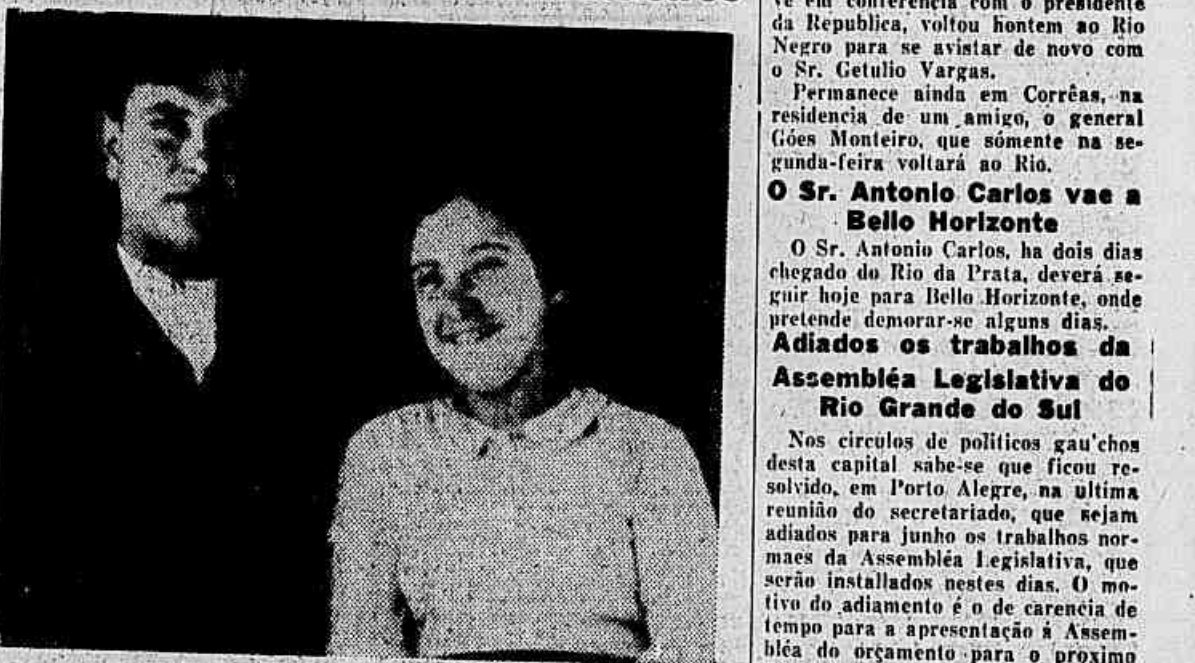 ve em conferencia com o presidente
da Republica, voltou hontem ao Rio
Negro para se avistar de novo com
o Sr. Getulio Vargas.
Permanece ainda em Corrêas, na
residencia de um amigo, o general
Góes Monteiro, que sómente na se-
gunda-feira voltará ao Rio.
O Sr. Antonio Carlos vae a
Bello Horizonte
O Sr. Antonio Carlos, ha dois dias
chegado do Rio da Prata, deverá se-
guir hoje para Bello Horizonte, onde
pretende demorar-se alguns dias.
Adiados os trabalhos da
Assembléa Legislativa do
Rio Grande do Sul
Nos circulos de politicos gau'chos
desta capital sabe-se que ficou re-
solvido, em Porto Alegre, na ultima
reunião do secretariado, que sejam
adiados para junho os trabalhos nor-
maes da Assembléa Legislativa, que
serão installados nestes dias. O mo-
tivo do adiamento é o de carencia de
tempo para a apresentação á Assem-
bléa do orçamento para o proximo